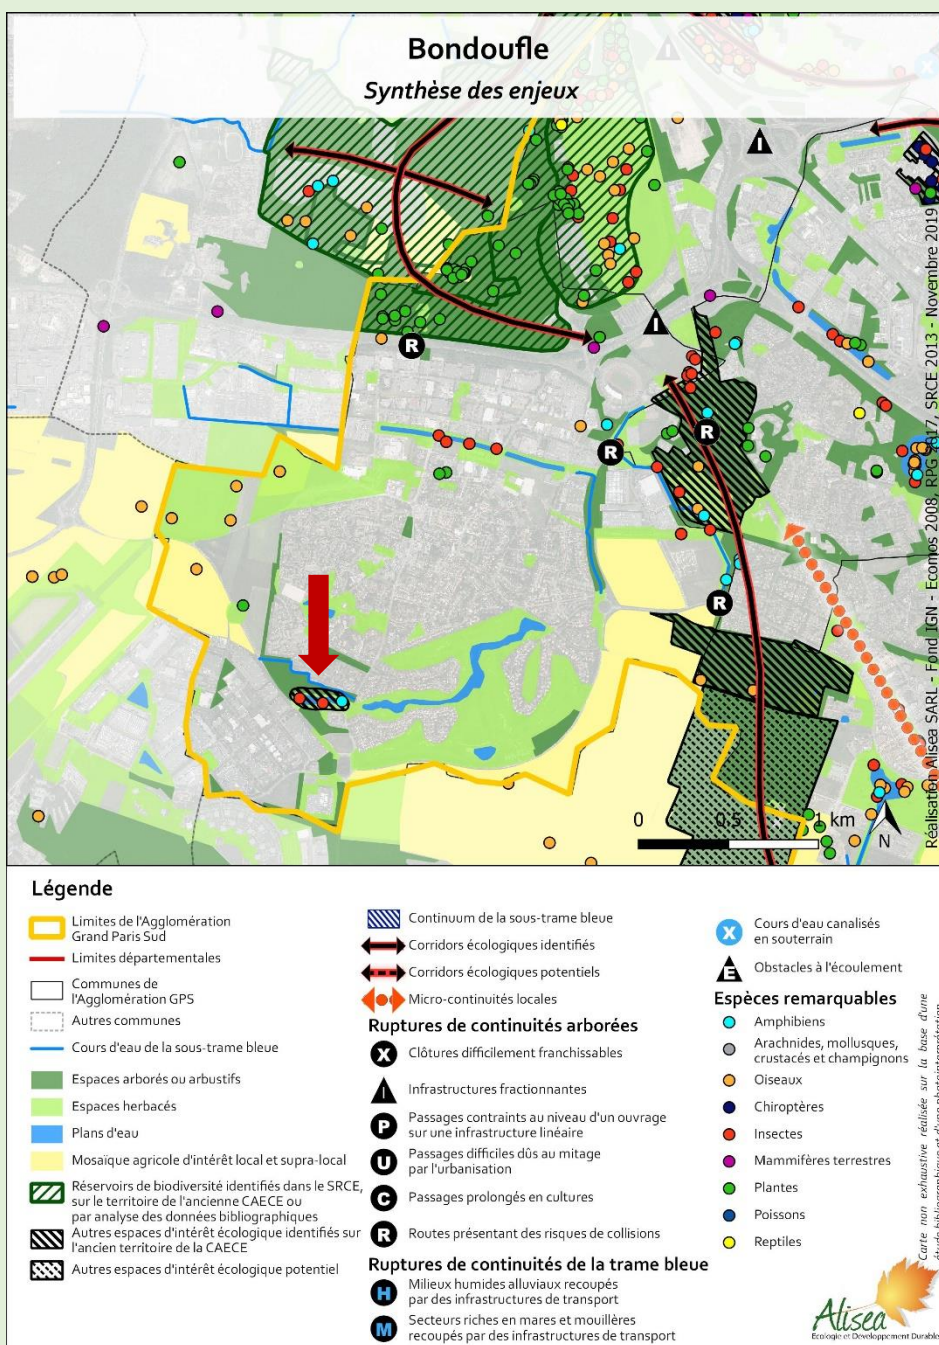 Bondoufle
Synthèse des enjeux
I
I
X
I
R
R
R
R
0
0.5
1 km
N
Réalisation Alisea SARL - Fond IGN - Ecomos 2008, RPG 2017, SRCE 2013 - Novembre 2019
Légende
Limites de l'Agglomération
Grand Paris Sud
Limites départementales
Communes de
l'Agglomération GPS
Autres communes
Cours d'eau de la sous-trame bleue
Espaces arborés ou arbustifs
Espaces herbacés
Plans d'eau
Mosaïque agricole d'intérêt local et supra-local
Réservoirs de biodiversité identifiés dans le SRCE,
sur le territoire de l'ancienne CAECE ou
par analyse des données bibliographiques
Autres espaces d'intérêt écologique identifiés sur
l'ancien territoire de la CAECE
Autres espaces d'intérêt écologique potentiel
Continuum de la sous-trame bleue
Corridors écologiques identifiés
Corridors écologiques potentiels
Micro-continuités locales
Ruptures de continuités arborées
X Clôtures difficilement franchissables
I Infrastructures fractionnantes
P Passages contraints au niveau d'un ouvrage
sur une infrastructure linéaire
U Passages difficiles dûs au mitage
par l'urbanisation
C Passages prolongés en cultures
R Routes présentant des risques de collisions
Ruptures de continuités de la trame bleue
H Milieux humides alluviaux recoupés
par des infrastructures de transport
M Secteurs riches en mares et mouillères
recoupés par des infrastructures de transport
X Cours d'eau canalisés
en souterrain
E Obstacles à l'écoulement
Espèces remarquables
Amphibiens
Arachnides, mollusques,
crustacés et champignons
Oiseaux
Chiroptères
Insectes
Mammifères terrestres
Plantes
Poissons
Reptiles
Carte non exhaustive réalisée sur la base d'une
Alisea
Ecologie et Developpement Durable